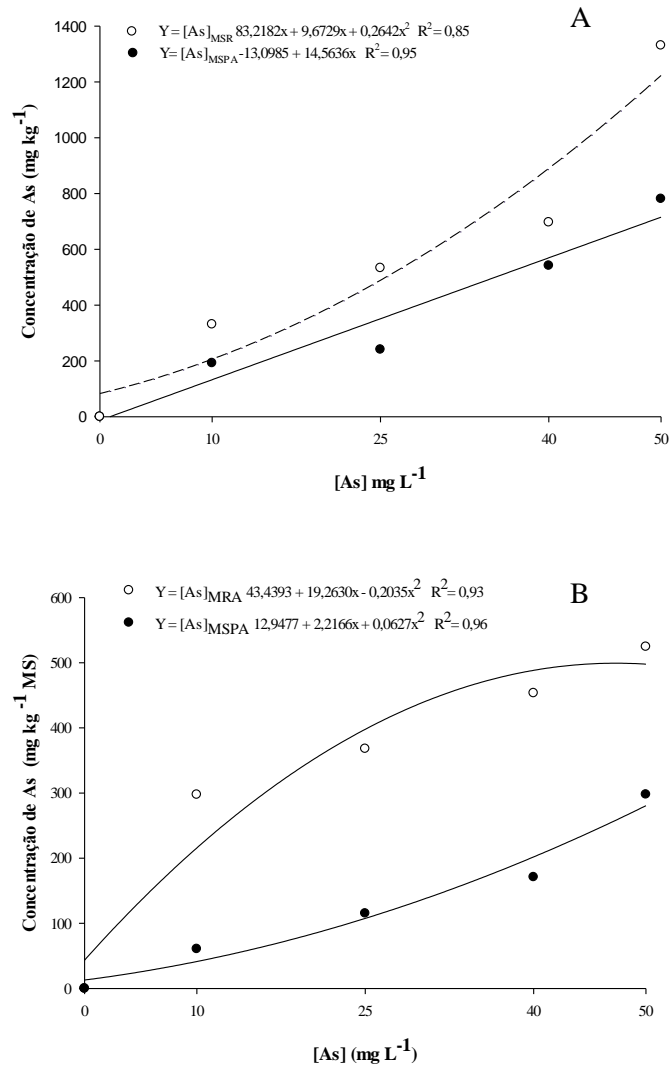 A
Y = [As]MSR 83,2182x + 9,6729x + 0,2642x² R² = 0,85
Y= [As]MSPA -13,0985 + 14,5636x R² = 0,95
Concentração de As (mg kg⁻¹)
1400
1200
1000
800
600
400
200
0
0 10 25 40 50
[As] mg L⁻¹
B
Y = [As]MRA 43,4393 + 19,2630x - 0,2035x² R² = 0,93
Y = [As]MSPA 12,9477 + 2,2166x + 0,0627x² R² = 0,96
Concentração de As (mg kg⁻¹ MS)
600
500
400
300
200
100
0
0 10 25 40 50
[As] (mg L⁻¹)